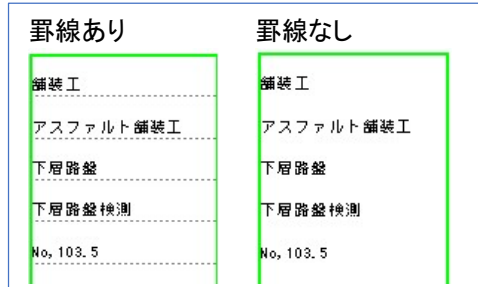 罫線あり
舗装工
アスファルト舗装工
下層路盤
下層路盤検測
No,103.5
罫線なし
舗装工
アスファルト舗装工
下層路盤
下層路盤検測
No,103.5